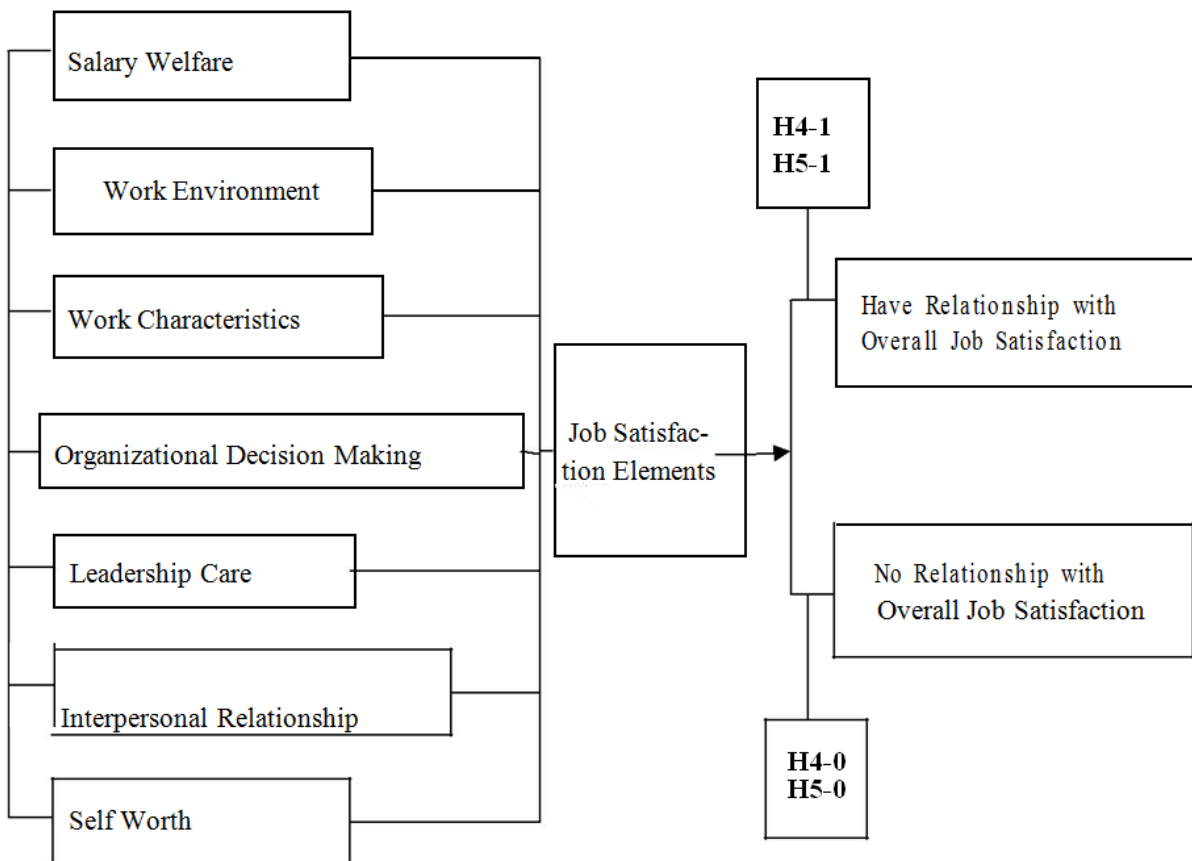 Salary Welfare
Work Environment
Work Characteristics
Organizational Decision Making
Leadership Care
Interpersonal Relationship
Self Worth
Job Satisfac-
tion Elements
H4-1
H5-1
Have Relationship with
Overall Job Satisfaction
No Relationship with
Overall Job Satisfaction
H4-0
H5-0